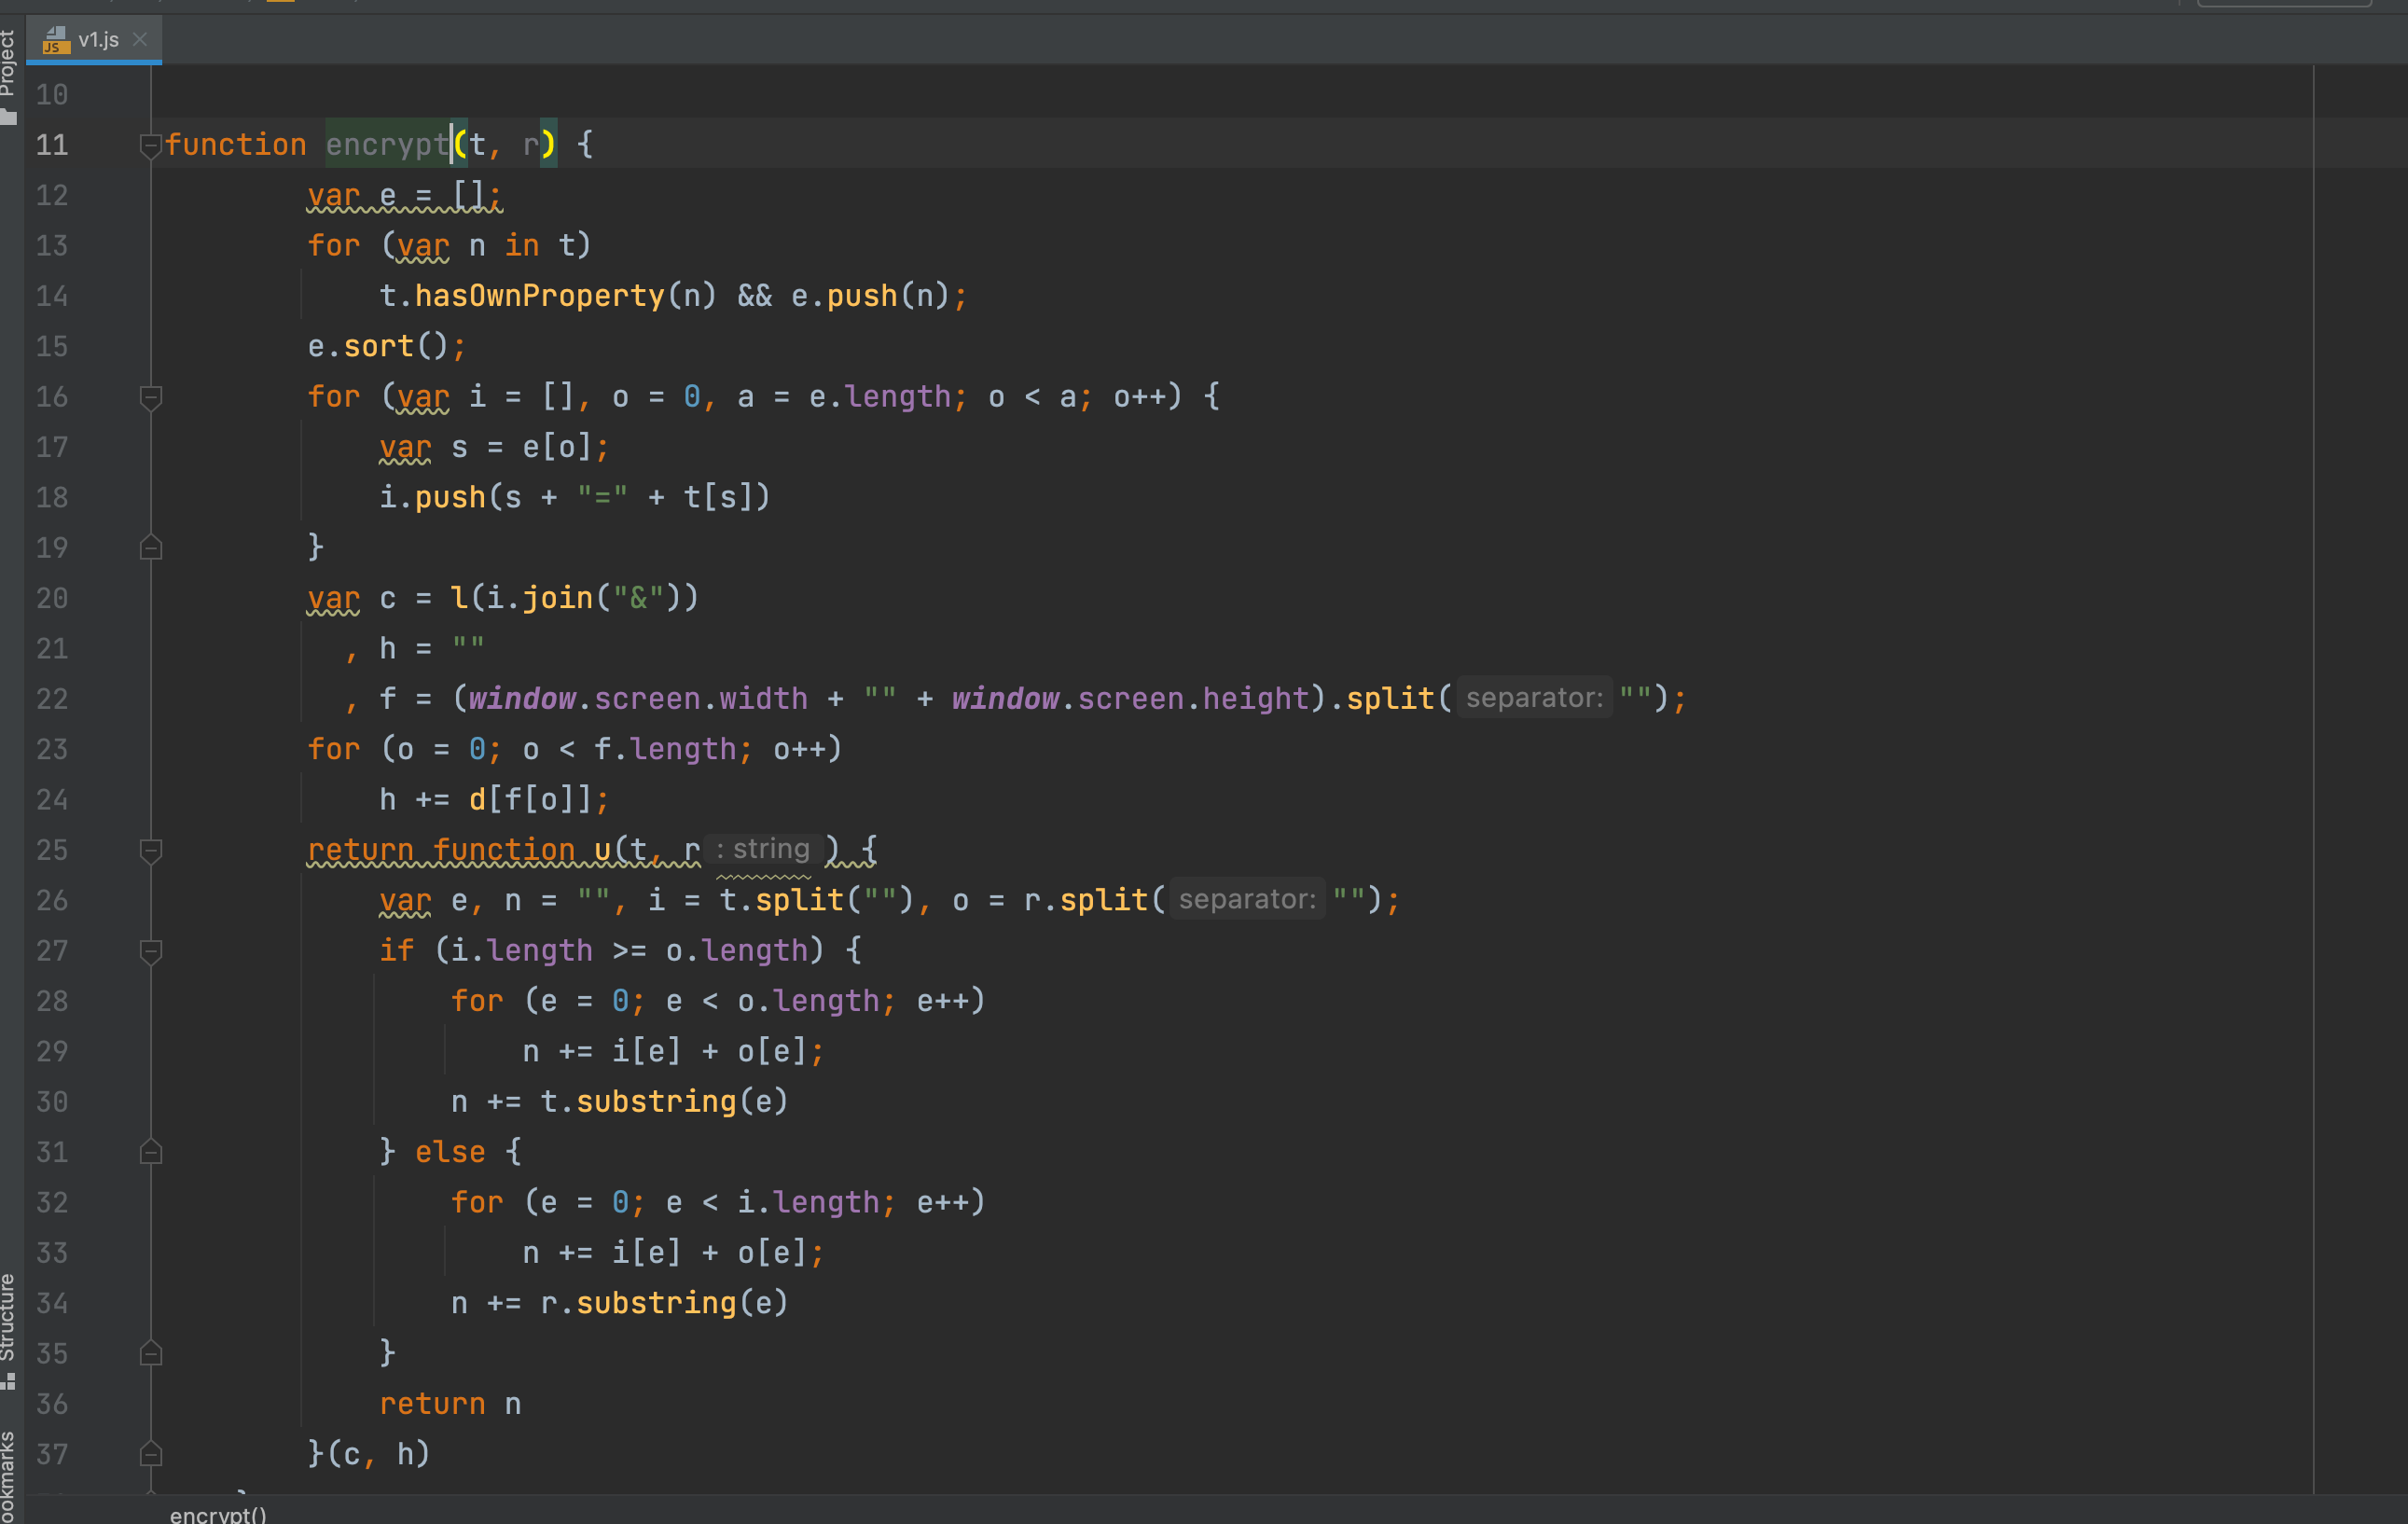 v1.js
Project
10
11 function encrypt(t, r) {
12 var e = [];
13 for (var n in t)
14 t.hasOwnProperty(n) && e.push(n);
15 e.sort();
16 for (var i = [], o = 0, a = e.length; o < a; o++) {
17 var s = e[o];
18 i.push(s + "=" + t[s])
19 }
20 var c = l(i.join("&"))
21 , h = ""
22 , f = (window.screen.width + "" + window.screen.height).split( separator: "");
23 for (o = 0; o < f.length; o++)
24 h += d[f[o]];
25 return function u(t, r : string ) {
26 var e, n = "", i = t.split(""), o = r.split( separator: "");
27 if (i.length >= o.length) {
28 for (e = 0; e < o.length; e++)
29 n += i[e] + o[e];
30 n += t.substring(e)
31 } else {
32 for (e = 0; e < i.length; e++)
33 n += i[e] + o[e];
34 n += r.substring(e)
35 }
36 return n
37 }(c, h)
Structure
ookmarks
encrypt()